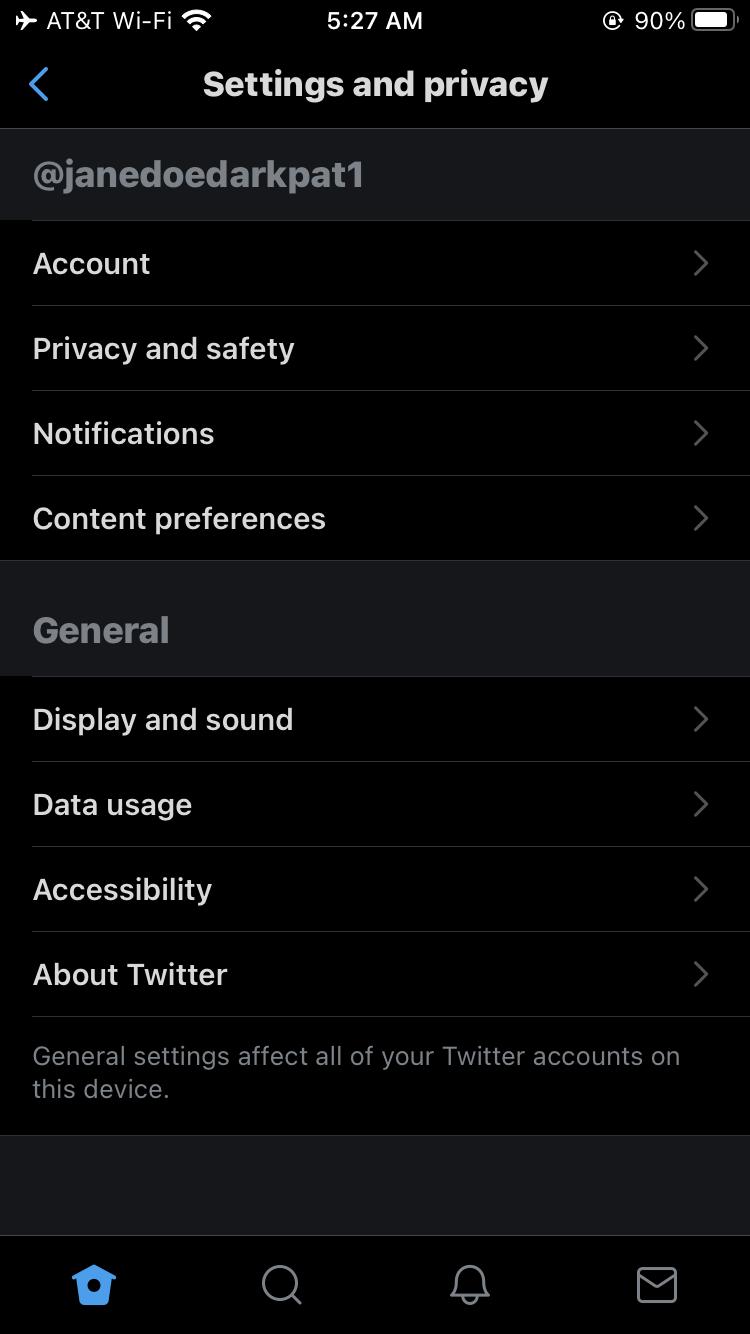 AT&T Wi-Fi 5:27 AM 90%
Settings and privacy
@janedoedarkpat1
Account
Privacy and safety
Notifications
Content preferences
General
Display and sound
Data usage
Accessibility
About Twitter
General settings affect all of your Twitter accounts on
this device.